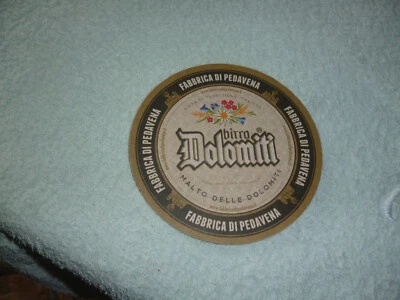 FABBRICA DI PEDAVENA
FABBRICA DI PEDAVENA
FABBRICA DI PEDAVENA
birra
Dolomiti®
MALTO DELLE DOLOMITI
FABBRICA DI PEDAVENA